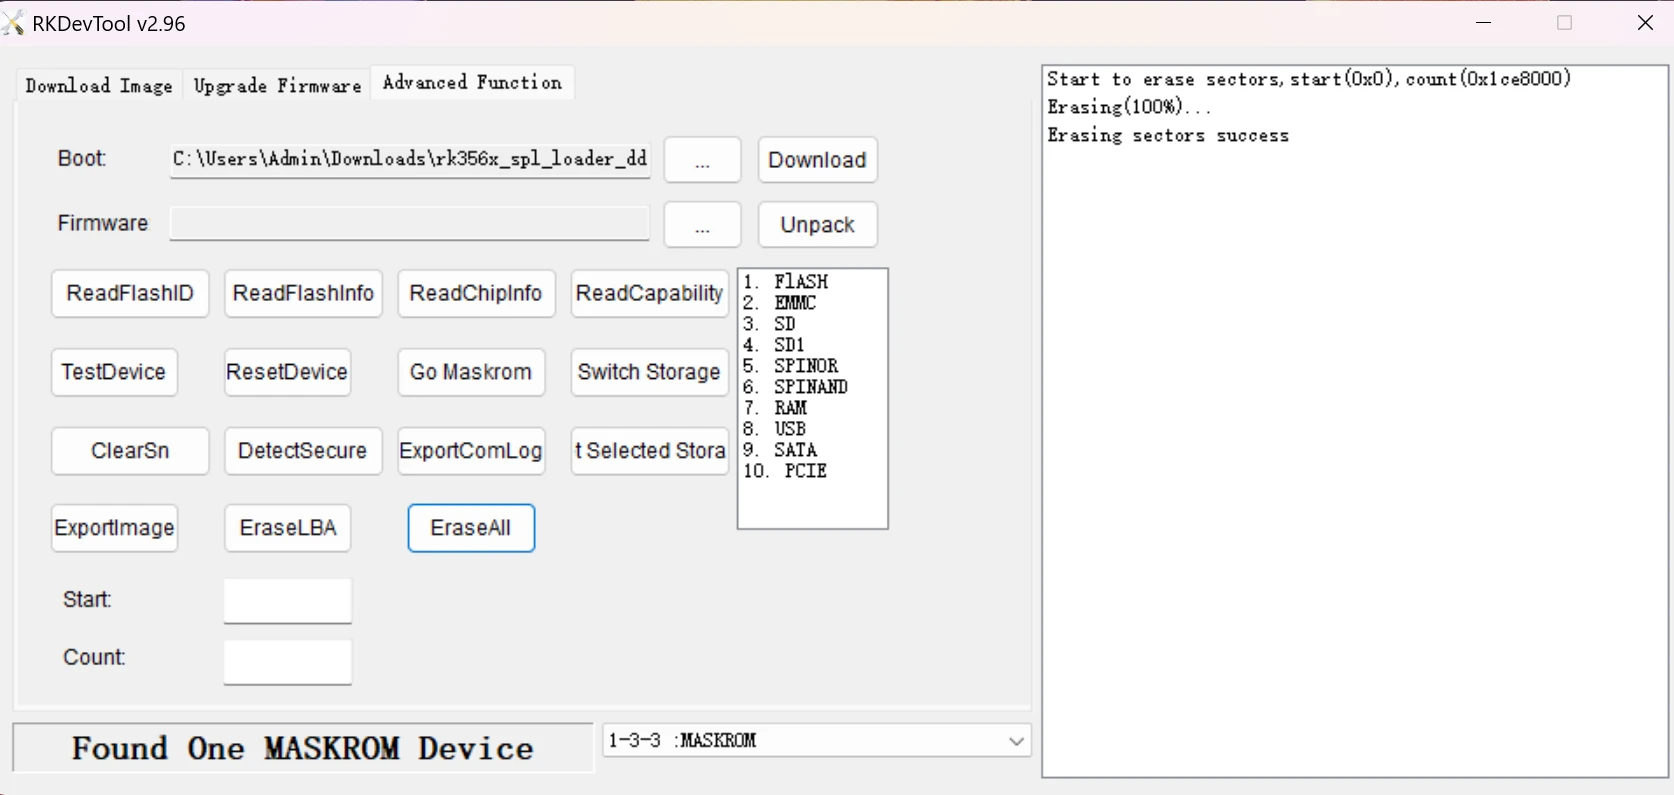 RKDevTool v2.96
Download Image
Upgrade Firmware
Advanced Function
Boot:
C:\Users\Admin\Downloads\rk356x_spl_loader_dd
...
Download
Firmware
...
Unpack
ReadFlashID
ReadFlashInfo
ReadChipInfo
ReadCapability
TestDevice
ResetDevice
Go Maskrom
Switch Storage
ClearSn
DetectSecure
ExportComLog
t Selected Stora
ExportImage
EraseLBA
EraseAll
1. FlASH
2. EMMC
3. SD
4. SD1
5. SPINOR
6. SPINAND
7. RAM
8. USB
9. SATA
10. PCIE
Start:
Count:
Found One MASKROM Device
1-3-3 :MASKROM
Start to erase sectors,start(0x0),count(0x1ce8000)
Erasing(100%)...
Erasing sectors success